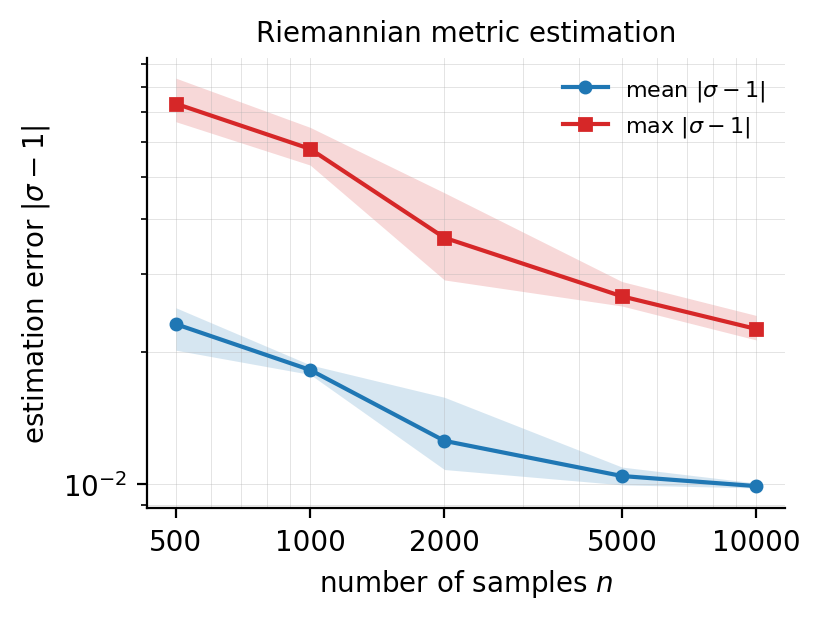 Riemannian metric estimation
mean |σ − 1|
max |σ − 1|
estimation error |σ − 1|
10⁻²
500 1000 2000 5000 10000
number of samples n